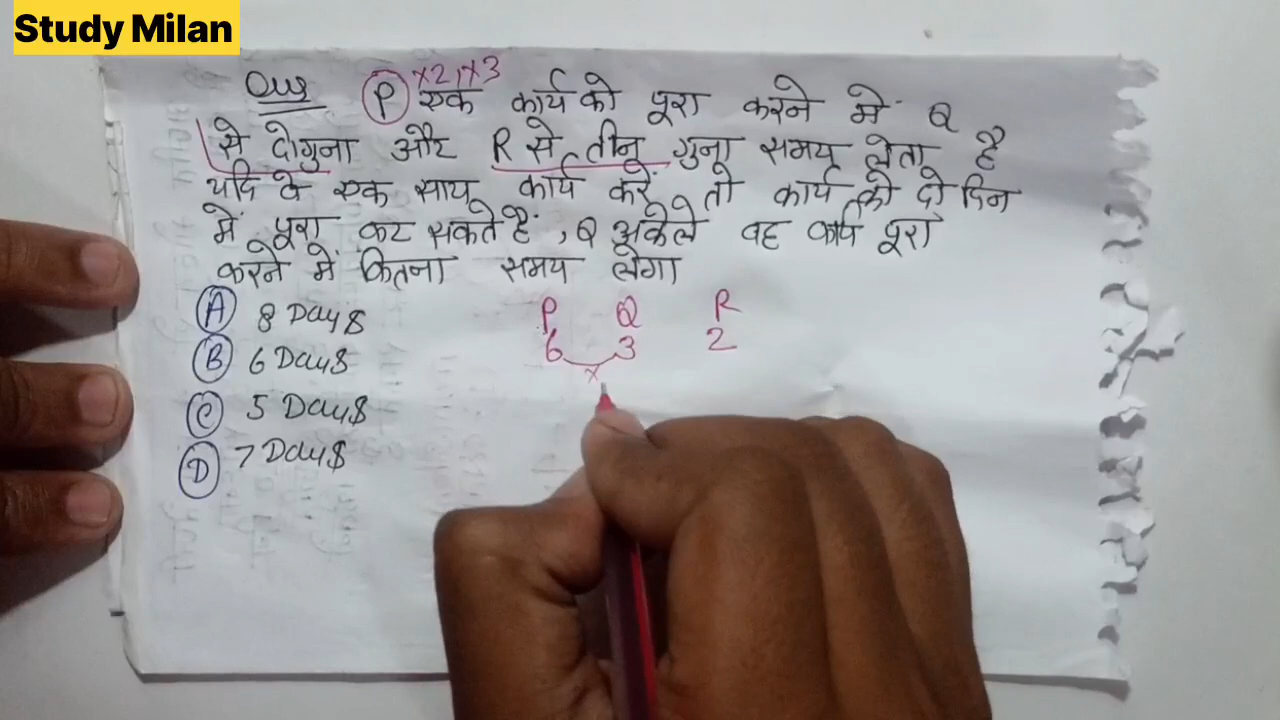 Study Milan
Que P ×2,×3 एक कार्य को पूरा करने में Q
से दोगुना और R से तीन गुना समय लेता है
यदि वे एक साथ कार्य करें तो कार्य को दो दिन
में पूरा कर सकते हैं , Q अकेले वह कार्य पूरा
करने में कितना समय लेगा
A 8 Days
B 6 Days
C 5 Days
D 7 Days
P Q R
6 3 2
×